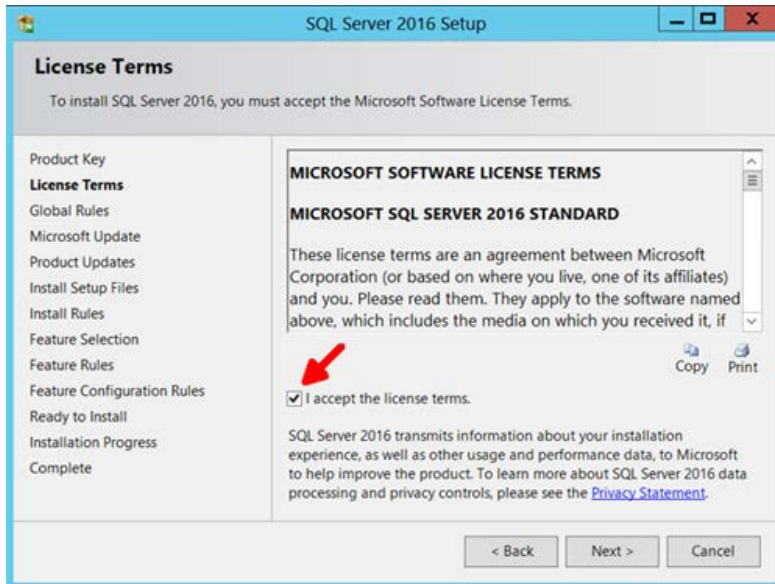 SQL Server 2016 Setup
License Terms
To install SQL Server 2016, you must accept the Microsoft Software License Terms.
Product Key
License Terms
Global Rules
Microsoft Update
Product Updates
Install Setup Files
Install Rules
Feature Selection
Feature Rules
Feature Configuration Rules
Ready to Install
Installation Progress
Complete
MICROSOFT SOFTWARE LICENSE TERMS
MICROSOFT SQL SERVER 2016 STANDARD
These license terms are an agreement between Microsoft
Corporation (or based on where you live, one of its affiliates)
and you. Please read them. They apply to the software named
above, which includes the media on which you received it, if
Copy Print
I accept the license terms.
SQL Server 2016 transmits information about your installation
experience, as well as other usage and performance data, to Microsoft
to help improve the product. To learn more about SQL Server 2016 data
processing and privacy controls, please see the Privacy Statement.
< Back Next > Cancel